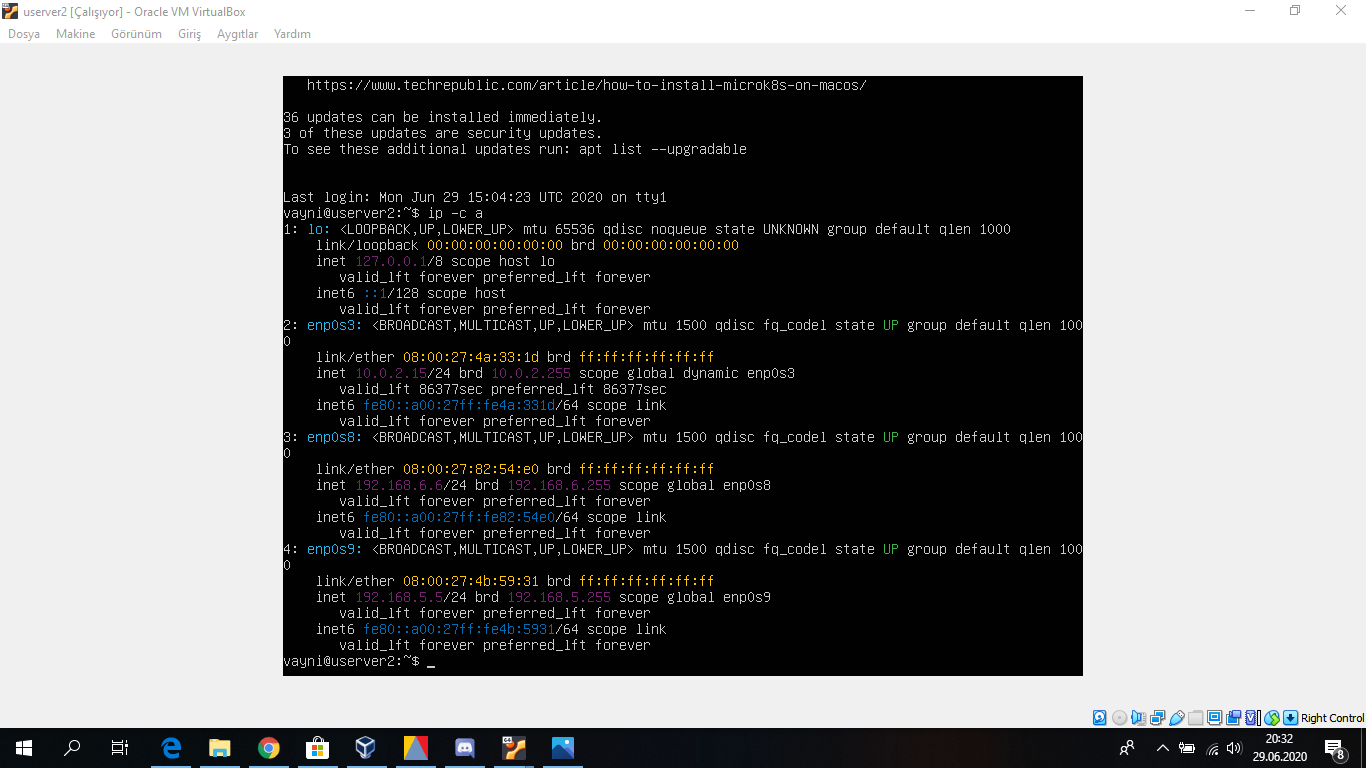 userver2 [Çalışıyor] - Oracle VM VirtualBox
Dosya Makine Görünüm Giriş Aygıtlar Yardım
https://www.techrepublic.com/article/how-to-install-microk8s-on-macos/
36 updates can be installed immediately.
3 of these updates are security updates.
To see these additional updates run: apt list --upgradable
Last login: Mon Jun 29 15:04:23 UTC 2020 on tty1
vayni@userver2:~$ ip -c a
1: lo: <LOOPBACK,UP,LOWER_UP> mtu 65536 qdisc noqueue state UNKNOWN group default qlen 1000
link/loopback 00:00:00:00:00:00 brd 00:00:00:00:00:00
inet 127.0.0.1/8 scope host lo
valid_lft forever preferred_lft forever
inet6 ::1/128 scope host
valid_lft forever preferred_lft forever
2: enp0s3: <BROADCAST,MULTICAST,UP,LOWER_UP> mtu 1500 qdisc fq_codel state UP group default qlen 100
0
link/ether 08:00:27:4a:33:1d brd ff:ff:ff:ff:ff:ff
inet 10.0.2.15/24 brd 10.0.2.255 scope global dynamic enp0s3
valid_lft 86377sec preferred_lft 86377sec
inet6 fe80::a00:27ff:fe4a:331d/64 scope link
valid_lft forever preferred_lft forever
3: enp0s8: <BROADCAST,MULTICAST,UP,LOWER_UP> mtu 1500 qdisc fq_codel state UP group default qlen 100
0
link/ether 08:00:27:82:54:e0 brd ff:ff:ff:ff:ff:ff
inet 192.168.6.6/24 brd 192.168.6.255 scope global enp0s8
valid_lft forever preferred_lft forever
inet6 fe80::a00:27ff:fe82:54e0/64 scope link
valid_lft forever preferred_lft forever
4: enp0s9: <BROADCAST,MULTICAST,UP,LOWER_UP> mtu 1500 qdisc fq_codel state UP group default qlen 100
0
link/ether 08:00:27:4b:59:31 brd ff:ff:ff:ff:ff:ff
inet 192.168.5.5/24 brd 192.168.5.255 scope global enp0s9
valid_lft forever preferred_lft forever
inet6 fe80::a00:27ff:fe4b:5931/64 scope link
valid_lft forever preferred_lft forever
vayni@userver2:~$ _
Right Control
20:32
29.06.2020
8